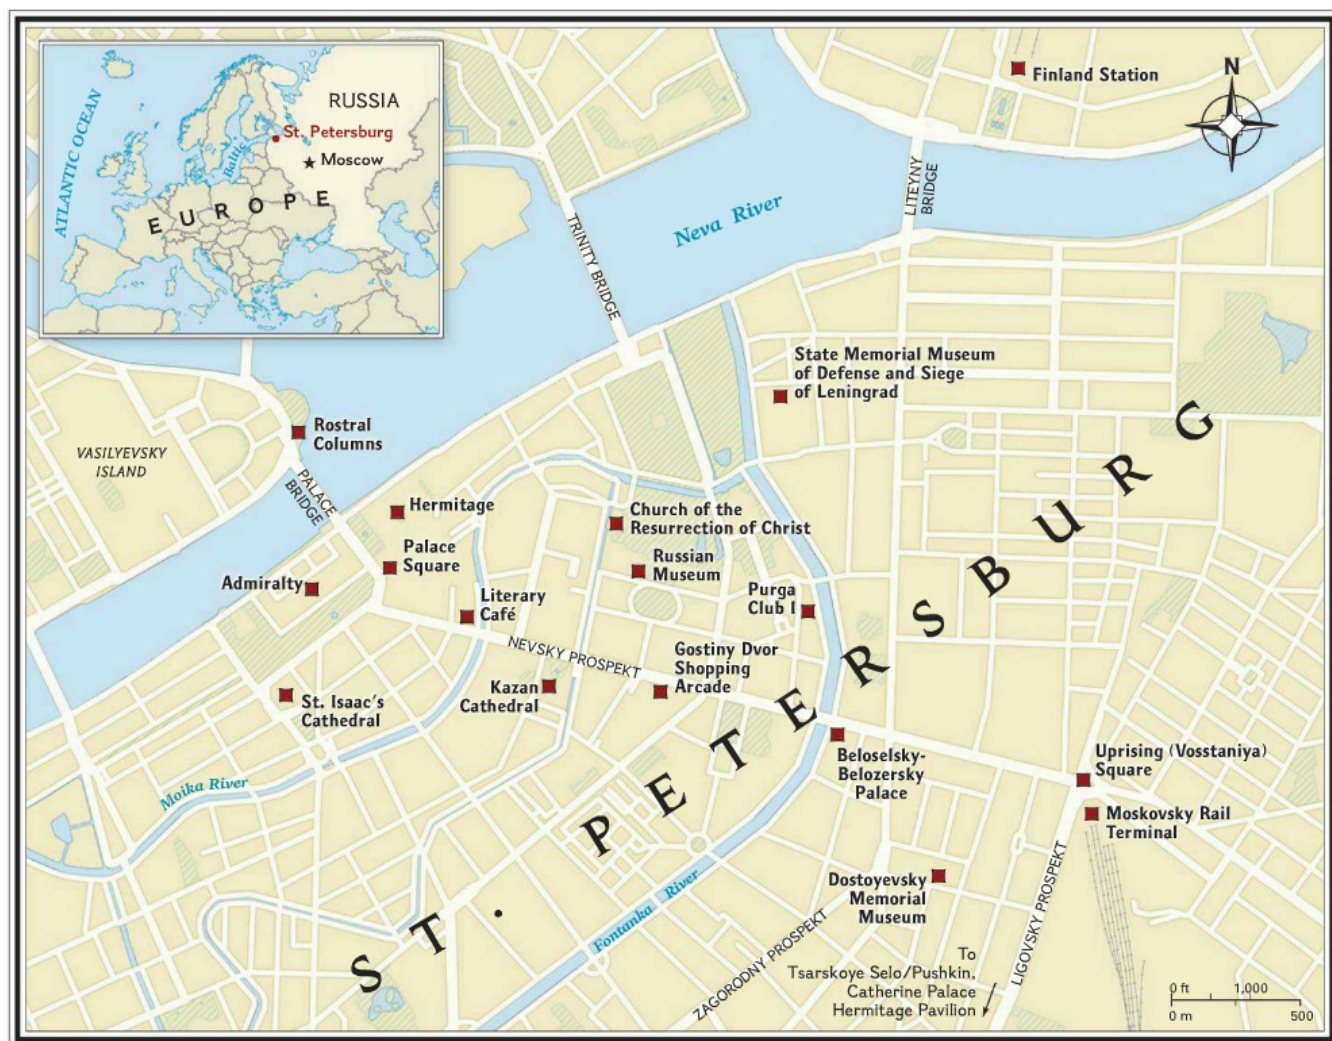 ATLANTIC OCEAN
RUSSIA
St. Petersburg
Baltic
Moscow
EUROPE
Finland Station
N
LITEYNY
BRIDGE
TRINITY BRIDGE
Neva River
State Memorial Museum
of Defense and Siege
of Leningrad
Rostral
Columns
VASILYEVSKY
ISLAND
PALACE
BRIDGE
Hermitage
Palace
Square
Admiralty
Literary
Café
Church of the
Resurrection of Christ
Russian
Museum
Purga
Club I
NEVSKY PROSPEKT
Gostiny Dvor
Shopping
Arcade
Kazan
Cathedral
St. Isaac's
Cathedral
Moika River
Beloselsky-
Belozersky
Palace
Uprising (Vosstaniya)
Square
Moskovsky Rail
Terminal
Dostoyevsky
Memorial
Museum
Fontanka River
ZAGORODNY PROSPEKT
LIGOVSKY PROSPEKT
To
Tsarskoye Selo/Pushkin,
Catherine Palace
Hermitage Pavilion
ST. PETERSBURG
0 ft 1,000
0 m 500